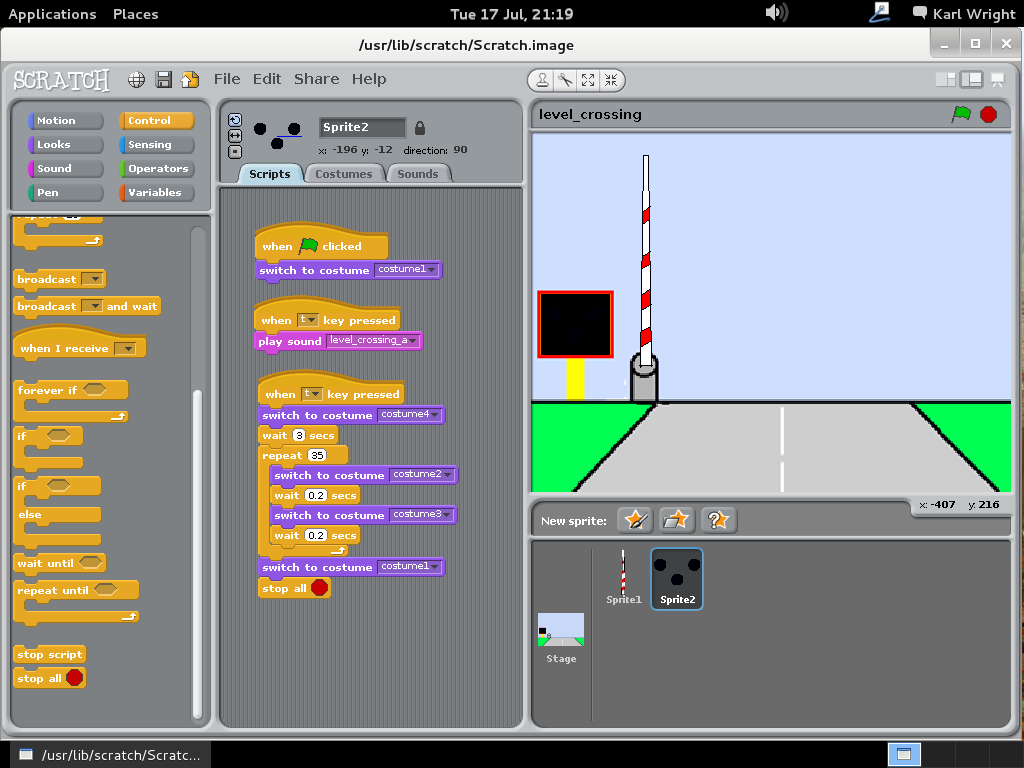 Applications Places Tue 17 Jul, 21:19 Karl Wright
/usr/lib/scratch/Scratch.image
SCRATCH File Edit Share Help
Motion Control
Looks Sensing
Sound Operators
Pen Variables
broadcast
broadcast and wait
when I receive
forever if
if
if
else
wait until
repeat until
stop script
stop all
Sprite2
x: -196 y: -12 direction: 90
Scripts Costumes Sounds
when clicked
switch to costume costume1
when t key pressed
play sound level_crossing_a
when t key pressed
switch to costume costume4
wait 3 secs
repeat 35
switch to costume costume2
wait 0.2 secs
switch to costume costume3
wait 0.2 secs
switch to costume costume1
stop all
level_crossing
x: -407 y: 216
New sprite:
Sprite1 Sprite2
Stage
/usr/lib/scratch/Scratc...